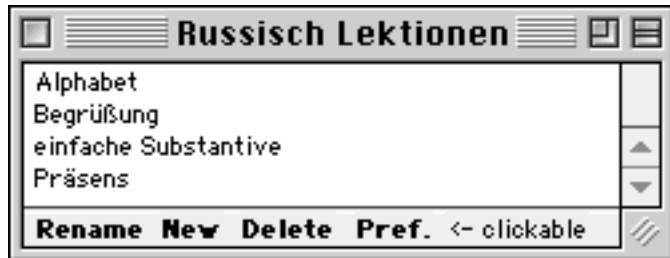 Russisch Lektionen
Alphabet
Begrüßung
einfache Substantive
Präsens
Rename New Delete Pref. <- clickable